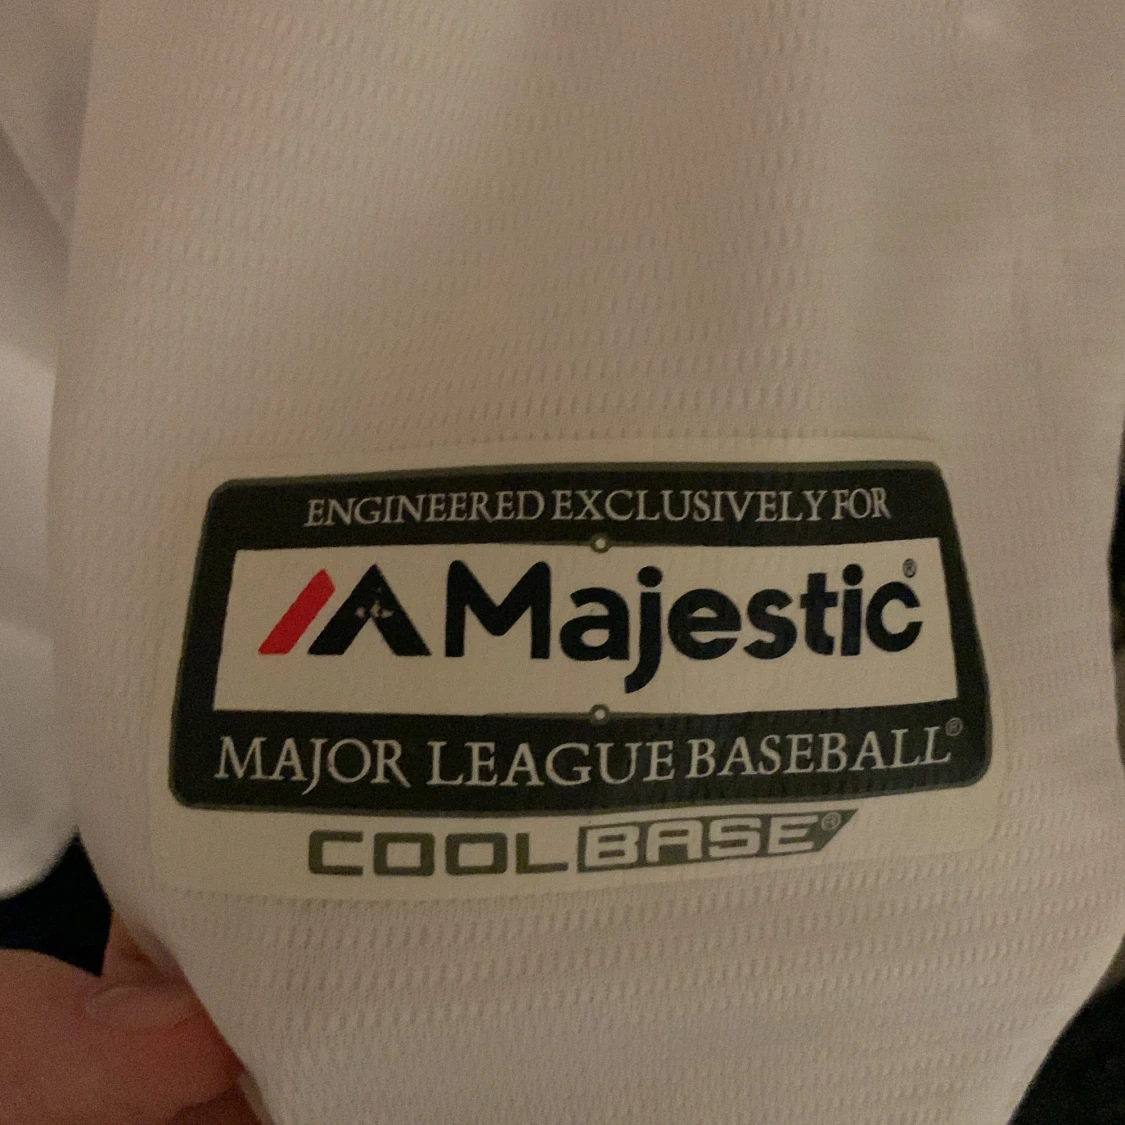 ENGINEERED EXCLUSIVELY FOR
Majestic®
MAJOR LEAGUE BASEBALL®
COOLBASE®